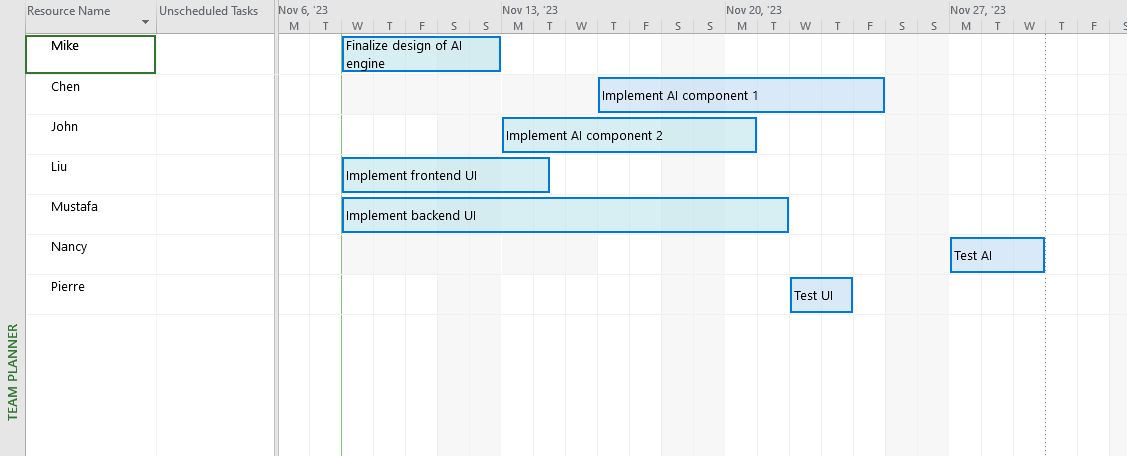 Resource Name
Unscheduled Tasks
Nov 6, '23
Nov 13, '23
Nov 20, '23
Nov 27, '23
M T W T F S S M T W T F S S M T W T F S S M T W T F S
Mike
Finalize design of AI
engine
Chen
Implement AI component 1
John
Implement AI component 2
Liu
Implement frontend UI
Mustafa
Implement backend UI
Nancy
Test AI
Pierre
Test UI
TEAM PLANNER